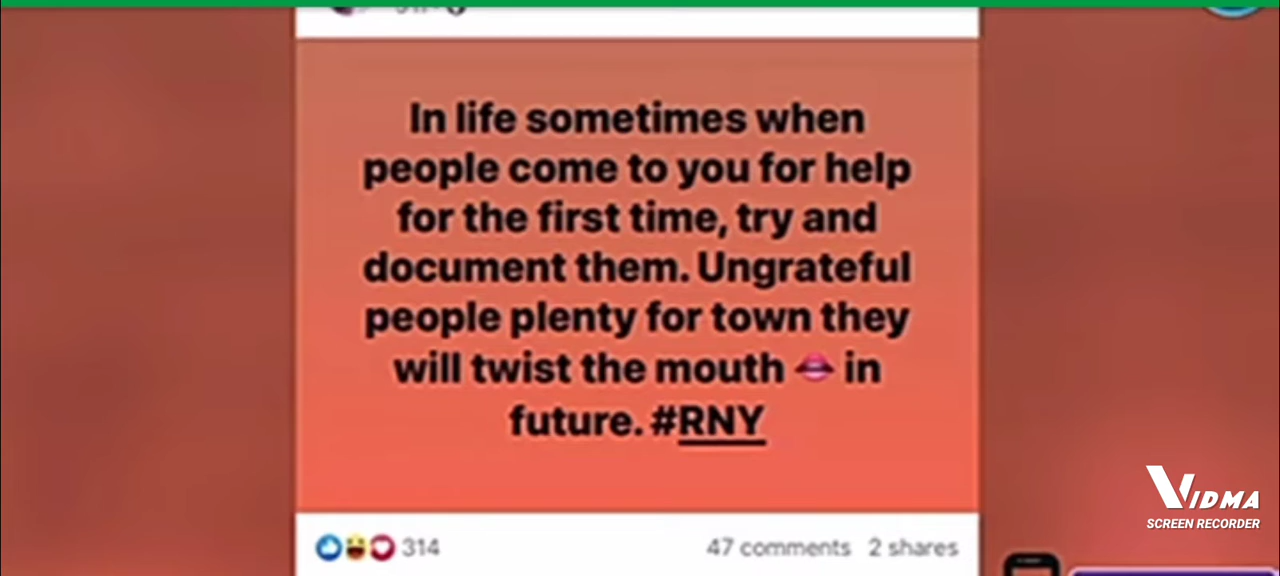 In life sometimes when
people come to you for help
for the first time, try and
document them. Ungrateful
people plenty for town they
will twist the mouth 👄 in
future. #RNY
314
47 comments 2 shares
VIDMA
SCREEN RECORDER